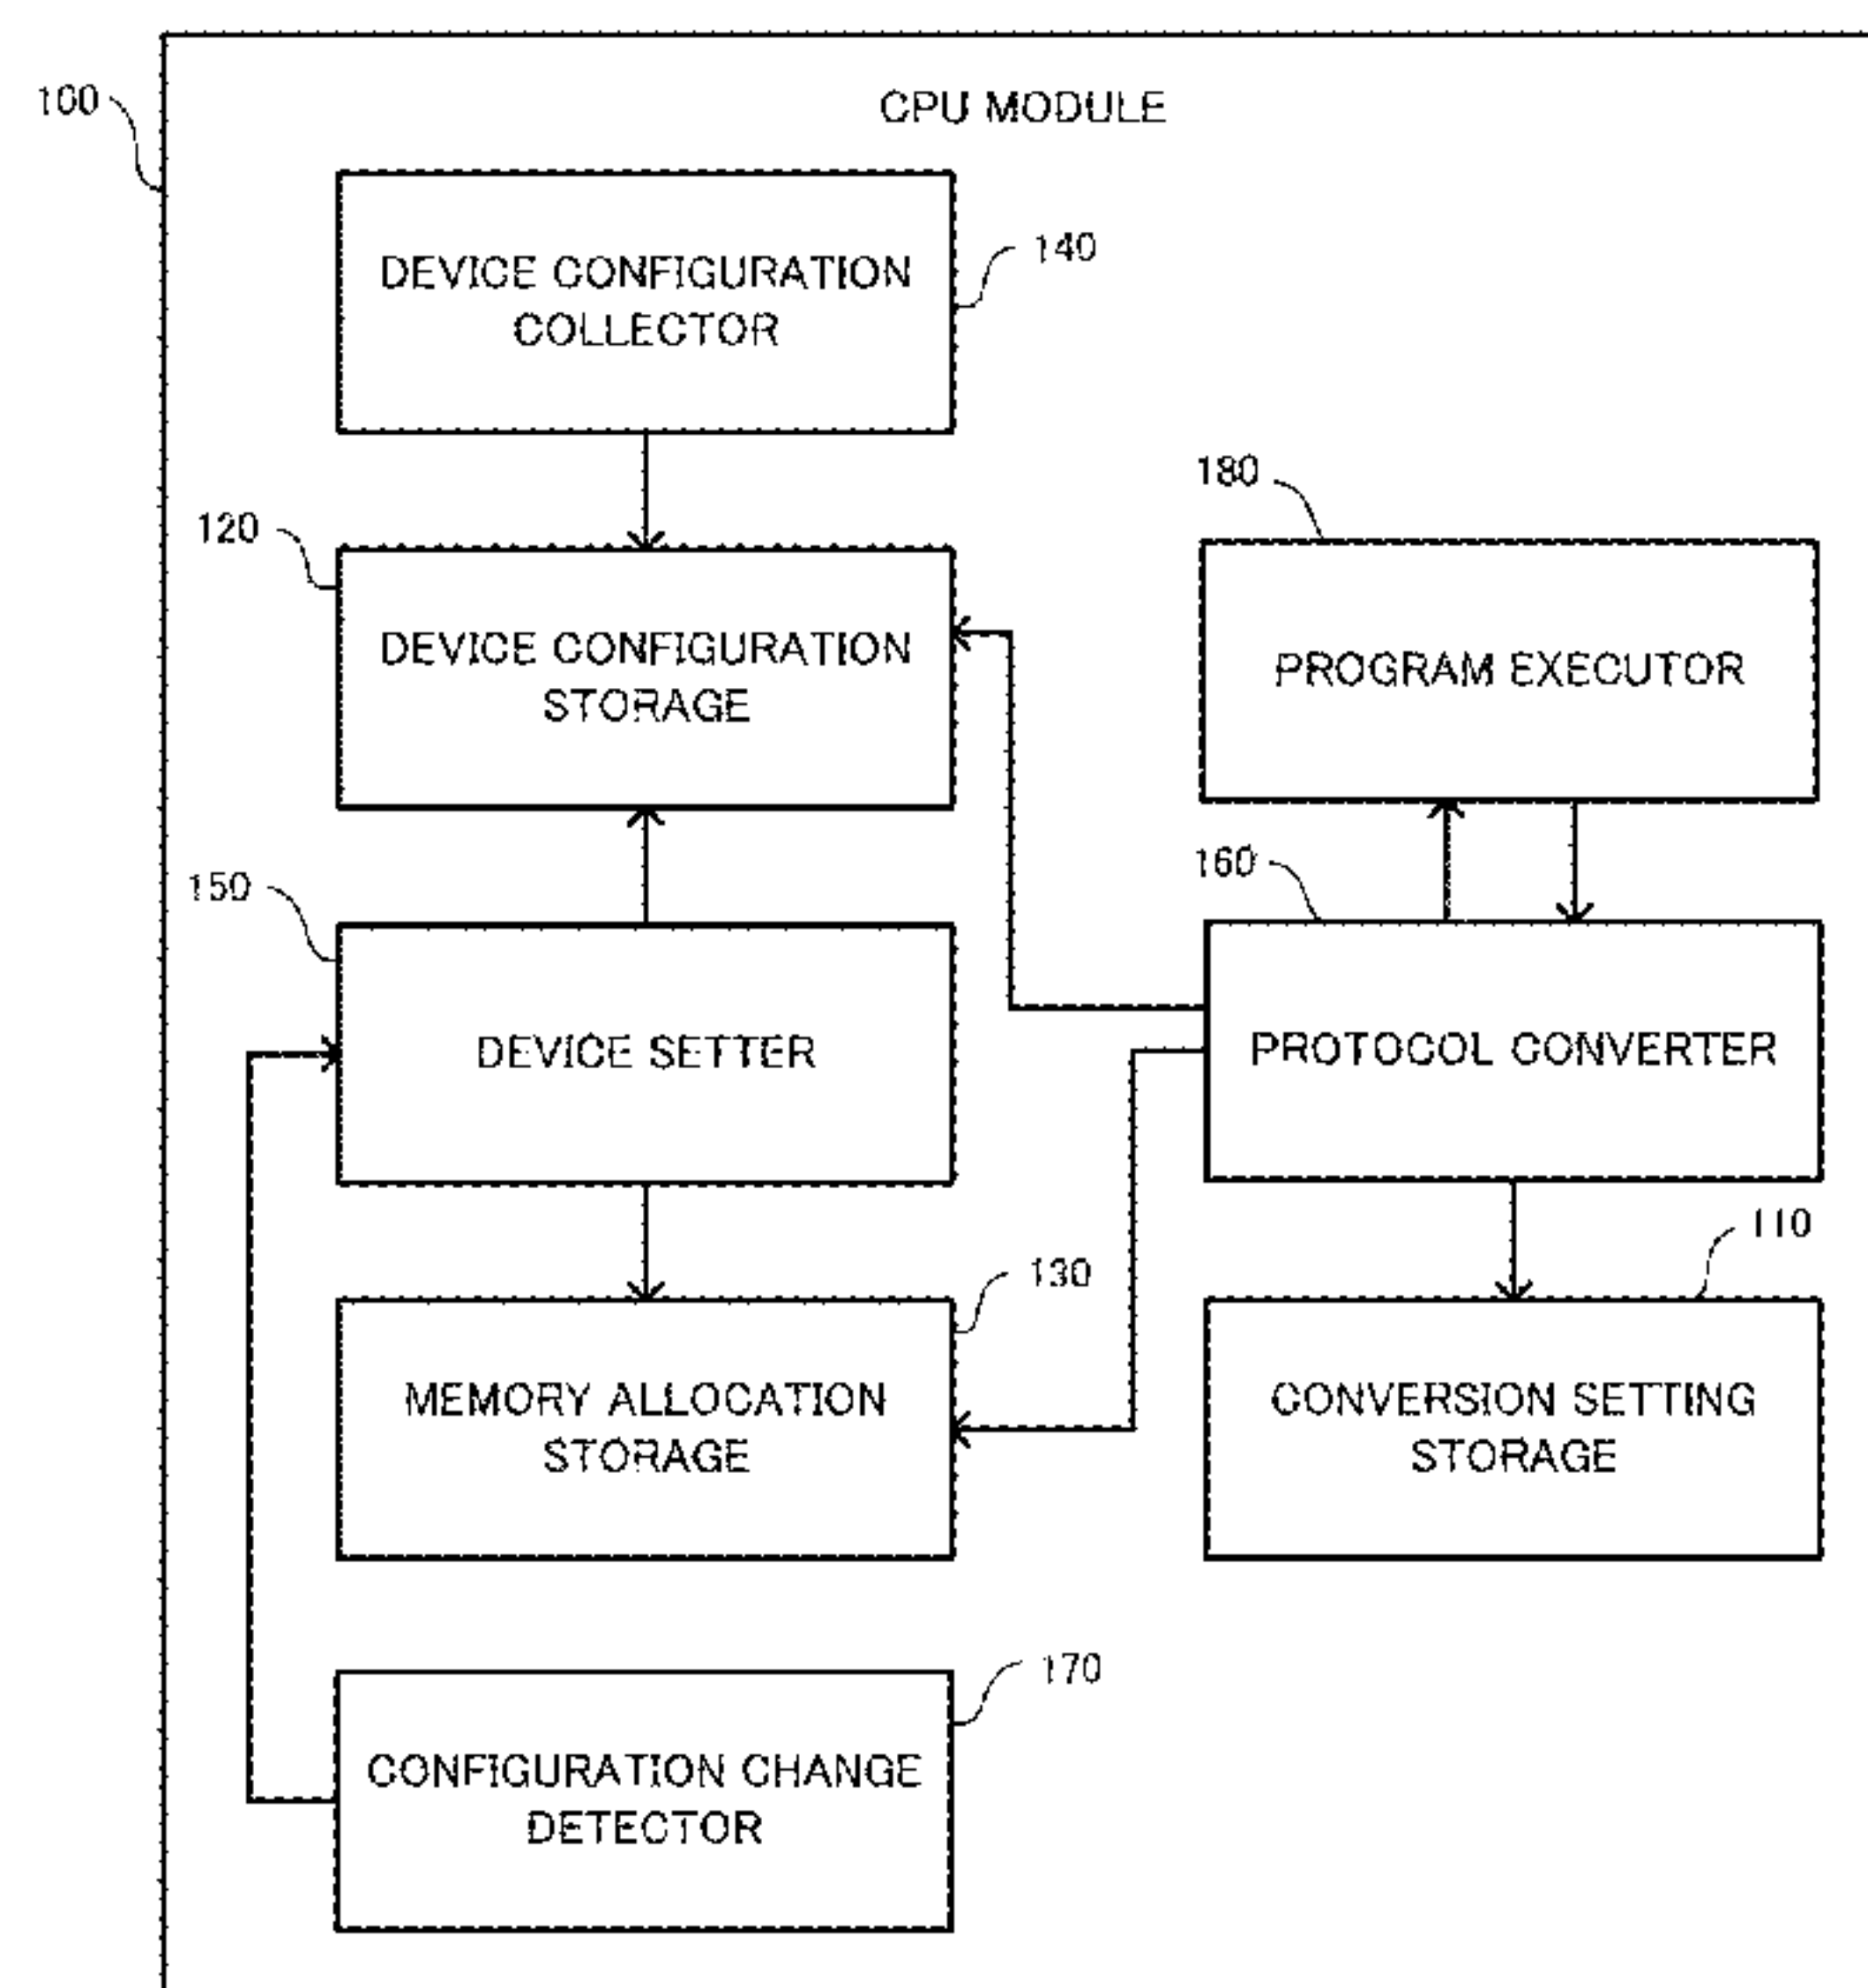 100
CPU MODULE
DEVICE CONFIGURATION
COLLECTOR
140
120
DEVICE CONFIGURATION
STORAGE
180
PROGRAM EXECUTOR
150
DEVICE SETTER
160
PROTOCOL CONVERTER
130
MEMORY ALLOCATION
STORAGE
110
CONVERSION SETTING
STORAGE
170
CONFIGURATION CHANGE
DETECTOR